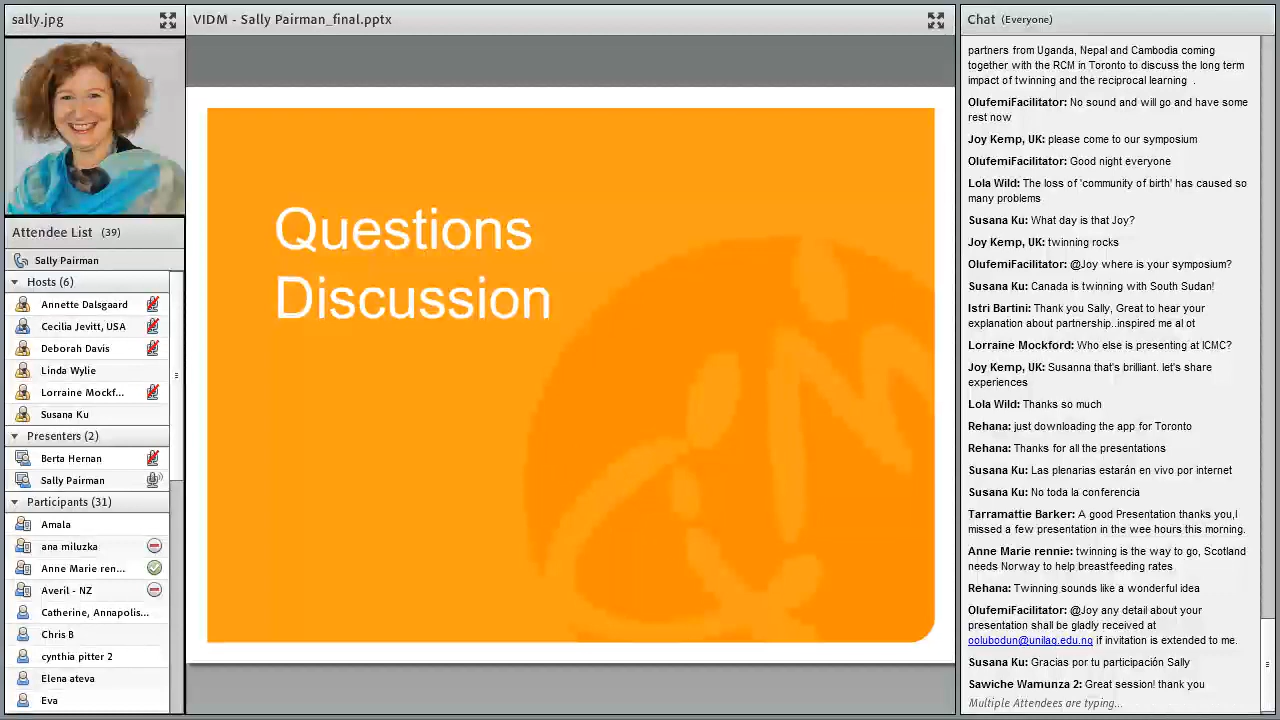 sally.jpg
VIDM - Sally Pairman_final.pptx
Chat (Everyone)
Attendee List (39)
Sally Pairman
Hosts (6)
Annette Dalsgaard
Cecilia Jevitt, USA
Deborah Davis
Linda Wylie
Lorraine Mockf...
Susana Ku
Presenters (2)
Berta Hernan
Sally Pairman
Participants (31)
Amala
ana miluzka
Anne Marie ren...
Averil - NZ
Catherine, Annapolis...
Chris B
cynthia pitter 2
Elena ateva
Eva
Questions
Discussion
partners from Uganda, Nepal and Cambodia coming
together with the RCM in Toronto to discuss the long term
impact of twinning and the reciprocal learning .
OlufemiFacilitator: No sound and will go and have some
rest now
Joy Kemp, UK: please come to our symposium
OlufemiFacilitator: Good night everyone
Lola Wild: The loss of 'community of birth' has caused so
many problems
Susana Ku: What day is that Joy?
Joy Kemp, UK: twinning rocks
OlufemiFacilitator: @Joy where is your symposium?
Susana Ku: Canada is twinning with South Sudan!
Istri Bartini: Thank you Sally, Great to hear your
explanation about partnership..inspired me al ot
Lorraine Mockford: Who else is presenting at ICMC?
Joy Kemp, UK: Susanna that's brilliant. let's share
experiences
Lola Wild: Thanks so much
Rehana: just downloading the app for Toronto
Rehana: Thanks for all the presentations
Susana Ku: Las plenarias estarán en vivo por internet
Susana Ku: No toda la conferencia
Tarramattie Barker: A good Presentation thanks you,I
missed a few presentation in the wee hours this morning.
Anne Marie rennie: twinning is the way to go, Scotland
needs Norway to help breastfeeding rates
Rehana: Twinning sounds like a wonderful idea
OlufemiFacilitator: @Joy any detail about your
presentation shall be gladly received at
oolubodun@unilag.edu.ng if invitation is extended to me.
Susana Ku: Gracias por tu participación Sally
Sawiche Wamunza 2: Great session! thank you
Multiple Attendees are typing...